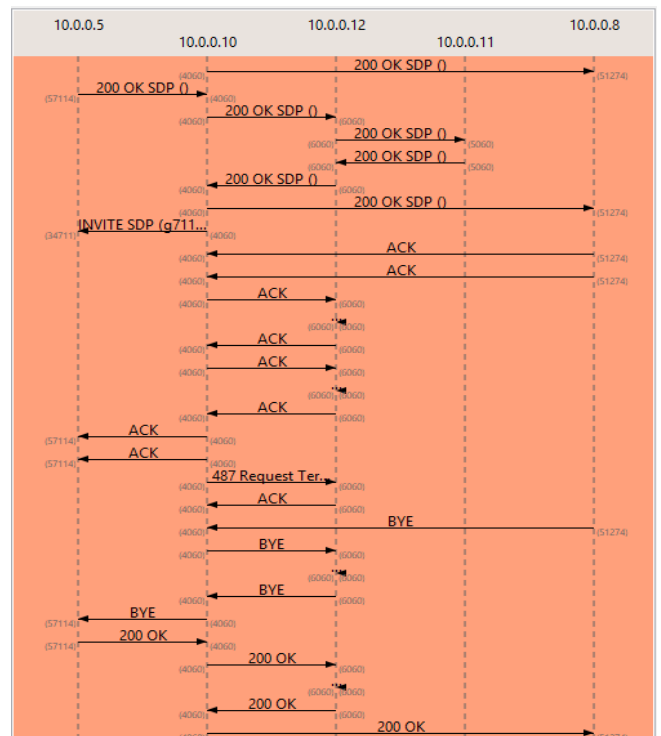 10.0.0.5 10.0.0.12 10.0.0.8
10.0.0.10 10.0.0.11
200 OK SDP ()
(4060) (51274)
200 OK SDP ()
(57114) (4060)
200 OK SDP ()
(4060) (6060)
200 OK SDP ()
(6060) (5060)
200 OK SDP ()
(6060) (5060)
200 OK SDP ()
(4060) (6060)
200 OK SDP ()
(4060) (51274)
INVITE SDP (g711...
(34711) (4060)
ACK
(4060) (51274)
ACK
(4060) (51274)
ACK
(4060) (6060)
(6060) (6060)
ACK
(4060) (6060)
ACK
(4060) (6060)
(6060) (6060)
ACK
(4060) (6060)
ACK
(57114) (4060)
ACK
(57114) (4060)
487 Request Ter...
(4060) (6060)
ACK
(4060) (6060)
BYE
(4060) (51274)
BYE
(4060) (6060)
(6060) (6060)
BYE
(4060) (6060)
BYE
(57114) (4060)
200 OK
(57114) (4060)
200 OK
(4060) (6060)
(6060) (6060)
200 OK
(4060) (6060)
200 OK